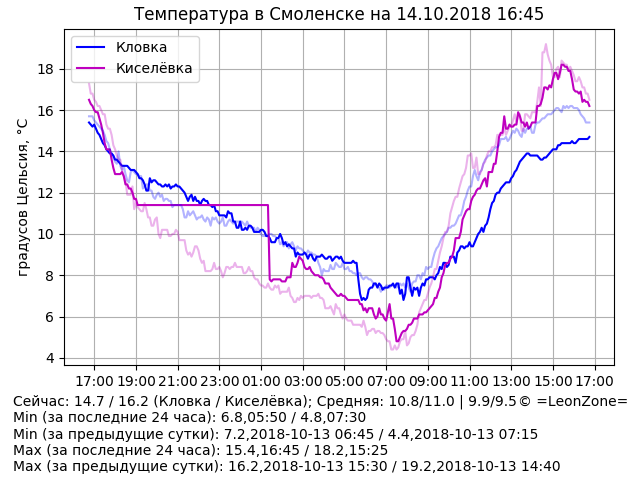 Температура в Смоленске на 14.10.2018 16:45
Кловка
Киселёвка
градусов Цельсия, °C
18
16
14
12
10
8
6
4
17:00 19:00 21:00 23:00 01:00 03:00 05:00 07:00 09:00 11:00 13:00 15:00 17:00
Сейчас: 14.7 / 16.2 (Кловка / Киселёвка); Средняя: 10.8/11.0 | 9.9/9.5© =LeonZone=
Min (за последние 24 часа): 6.8,05:50 / 4.8,07:30
Min (за предыдущие сутки): 7.2,2018-10-13 06:45 / 4.4,2018-10-13 07:15
Max (за последние 24 часа): 15.4,16:45 / 18.2,15:25
Max (за предыдущие сутки): 16.2,2018-10-13 15:30 / 19.2,2018-10-13 14:40